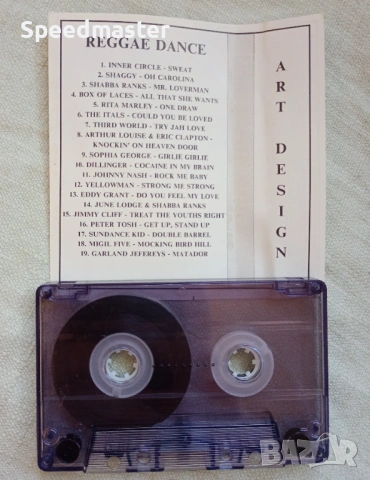 Speedmaster
REGGAE DANCE
1. INNER CIRCLE - SWEAT
2. SHAGGY - OH CAROLINA
3. SHABBA RANKS - MR. LOVERMAN
4. BOX OF LACES - ALL THAT SHE WANTS
5. RITA MARLEY - ONE DRAW
6. THE ITALS - COULD YOU BE LOVED
7. THIRD WORLD - TRY JAH LOVE
8. ARTHUR LOUISE & ERIC CLAPTON -
KNOCKIN' ON HEAVEN DOOR
9. SOPHIA GEORGE - GIRLIE GIRLIE
10. DILLINGER - COCAINE IN MY BRAIN
11. JOHNNY NASH - ROCK ME BABY
12. YELLOWMAN - STRONG ME STRONG
13. EDDY GRANT - DO YOU FEEL MY LOVE
14. JUNE LODGE & SHABBA RANKS
15. JIMMY CLIFF - TREAT THE YOUTHS RIGHT
16. PETER TOSH - GET UP, STAND UP
17. SUNDANCE KID - DOUBLE BARREL
18. MIGIL FIVE - MOCKING BIRD HILL
19. GARLAND JEFEREYS - MATADOR
ART DESIGN
BAZAR